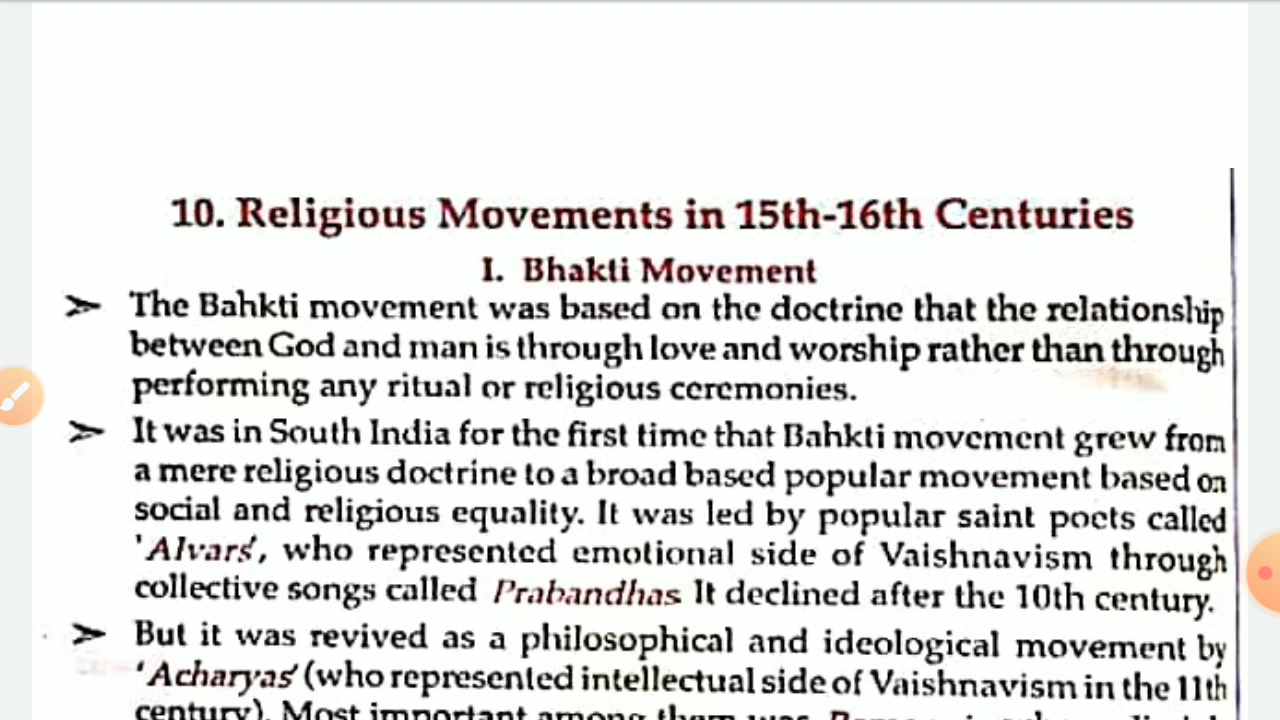 10. Religious Movements in 15th-16th Centuries
I. Bhakti Movement
➢ The Bahkti movement was based on the doctrine that the relationship
between God and man is through love and worship rather than through
performing any ritual or religious ceremonies.
➢ It was in South India for the first time that Bahkti movement grew from
a mere religious doctrine to a broad based popular movement based on
social and religious equality. It was led by popular saint poets called
'Alvars', who represented emotional side of Vaishnavism through
collective songs called Prabandhas. It declined after the 10th century.
➢ But it was revived as a philosophical and ideological movement by
'Acharyas' (who represented intellectual side of Vaishnavism in the 11th
century). Most important among them was